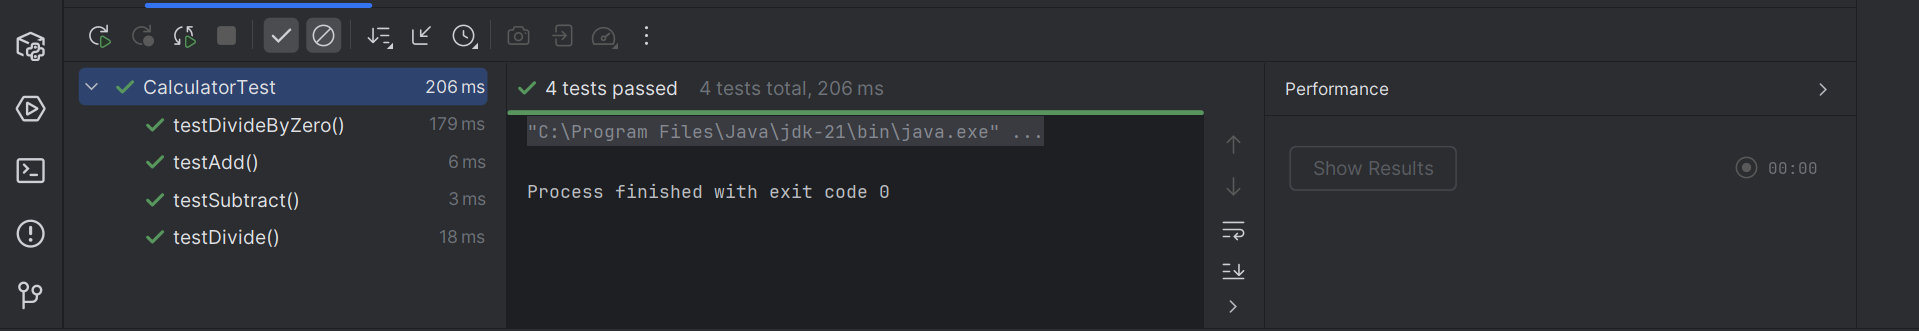 CalculatorTest 206 ms
testDivideByZero() 179 ms
testAdd() 6 ms
testSubtract() 3 ms
testDivide() 18 ms
4 tests passed 4 tests total, 206 ms
"C:\Program Files\Java\jdk-21\bin\java.exe" ...
Process finished with exit code 0
Performance
Show Results 00:00